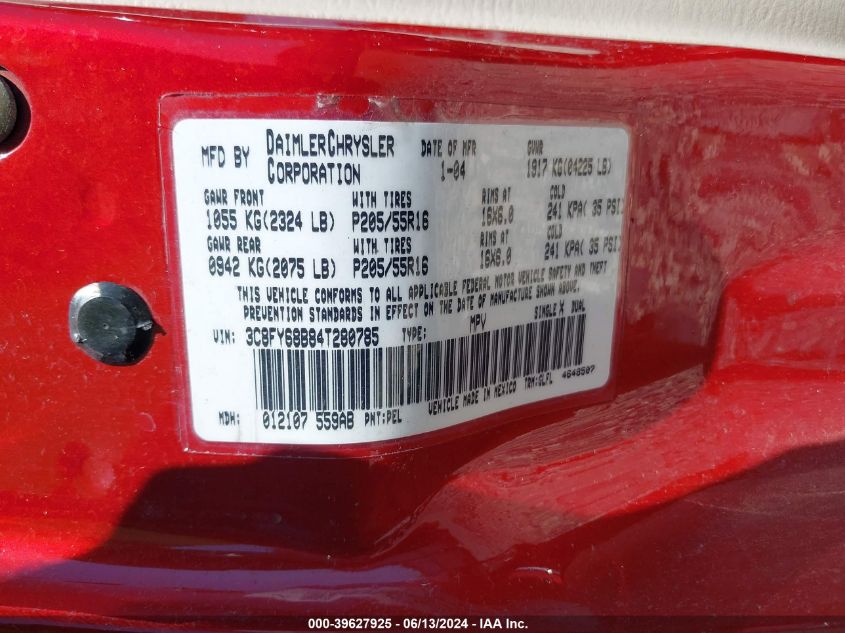 MFD BY DAIMLERCHRYSLER CORPORATION DATE OF MFR 1-04 GVWR 1917 KG(04225 LB)
GAWR FRONT WITH TIRES RIMS AT COLD
1055 KG(2324 LB) P205/55R16 16X6.0 241 KPA( 35 PSI)
GAWR REAR WITH TIRES RIMS AT COLD
0942 KG(2075 LB) P205/55R16 16X6.0 241 KPA( 35 PSI)
THIS VEHICLE CONFORMS TO ALL APPLICABLE FEDERAL MOTOR VEHICLE SAFETY AND THEFT
PREVENTION STANDARDS IN EFFECT ON THE DATE OF MANUFACTURE SHOWN ABOVE.
VIN: 3C8FY68B84T280785 TYPE: MPV SINGLE X DUAL
MDH: 012107 559AB PNT:PEL VEHICLE MADE IN MEXICO TRM:GLFL 4648507
000-39627925 - 06/13/2024 - IAA Inc.